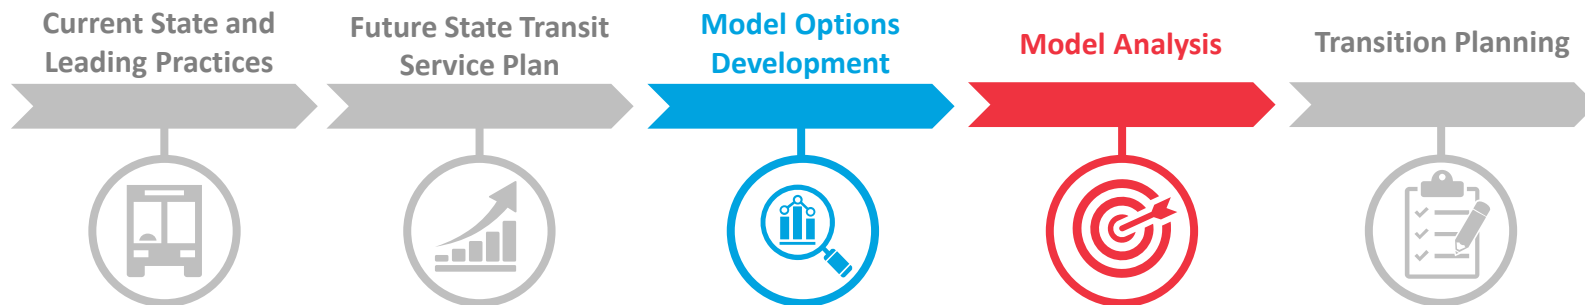 Current State and
Leading Practices
Future State Transit
Service Plan
Model Options
Development
Model Analysis
Transition Planning